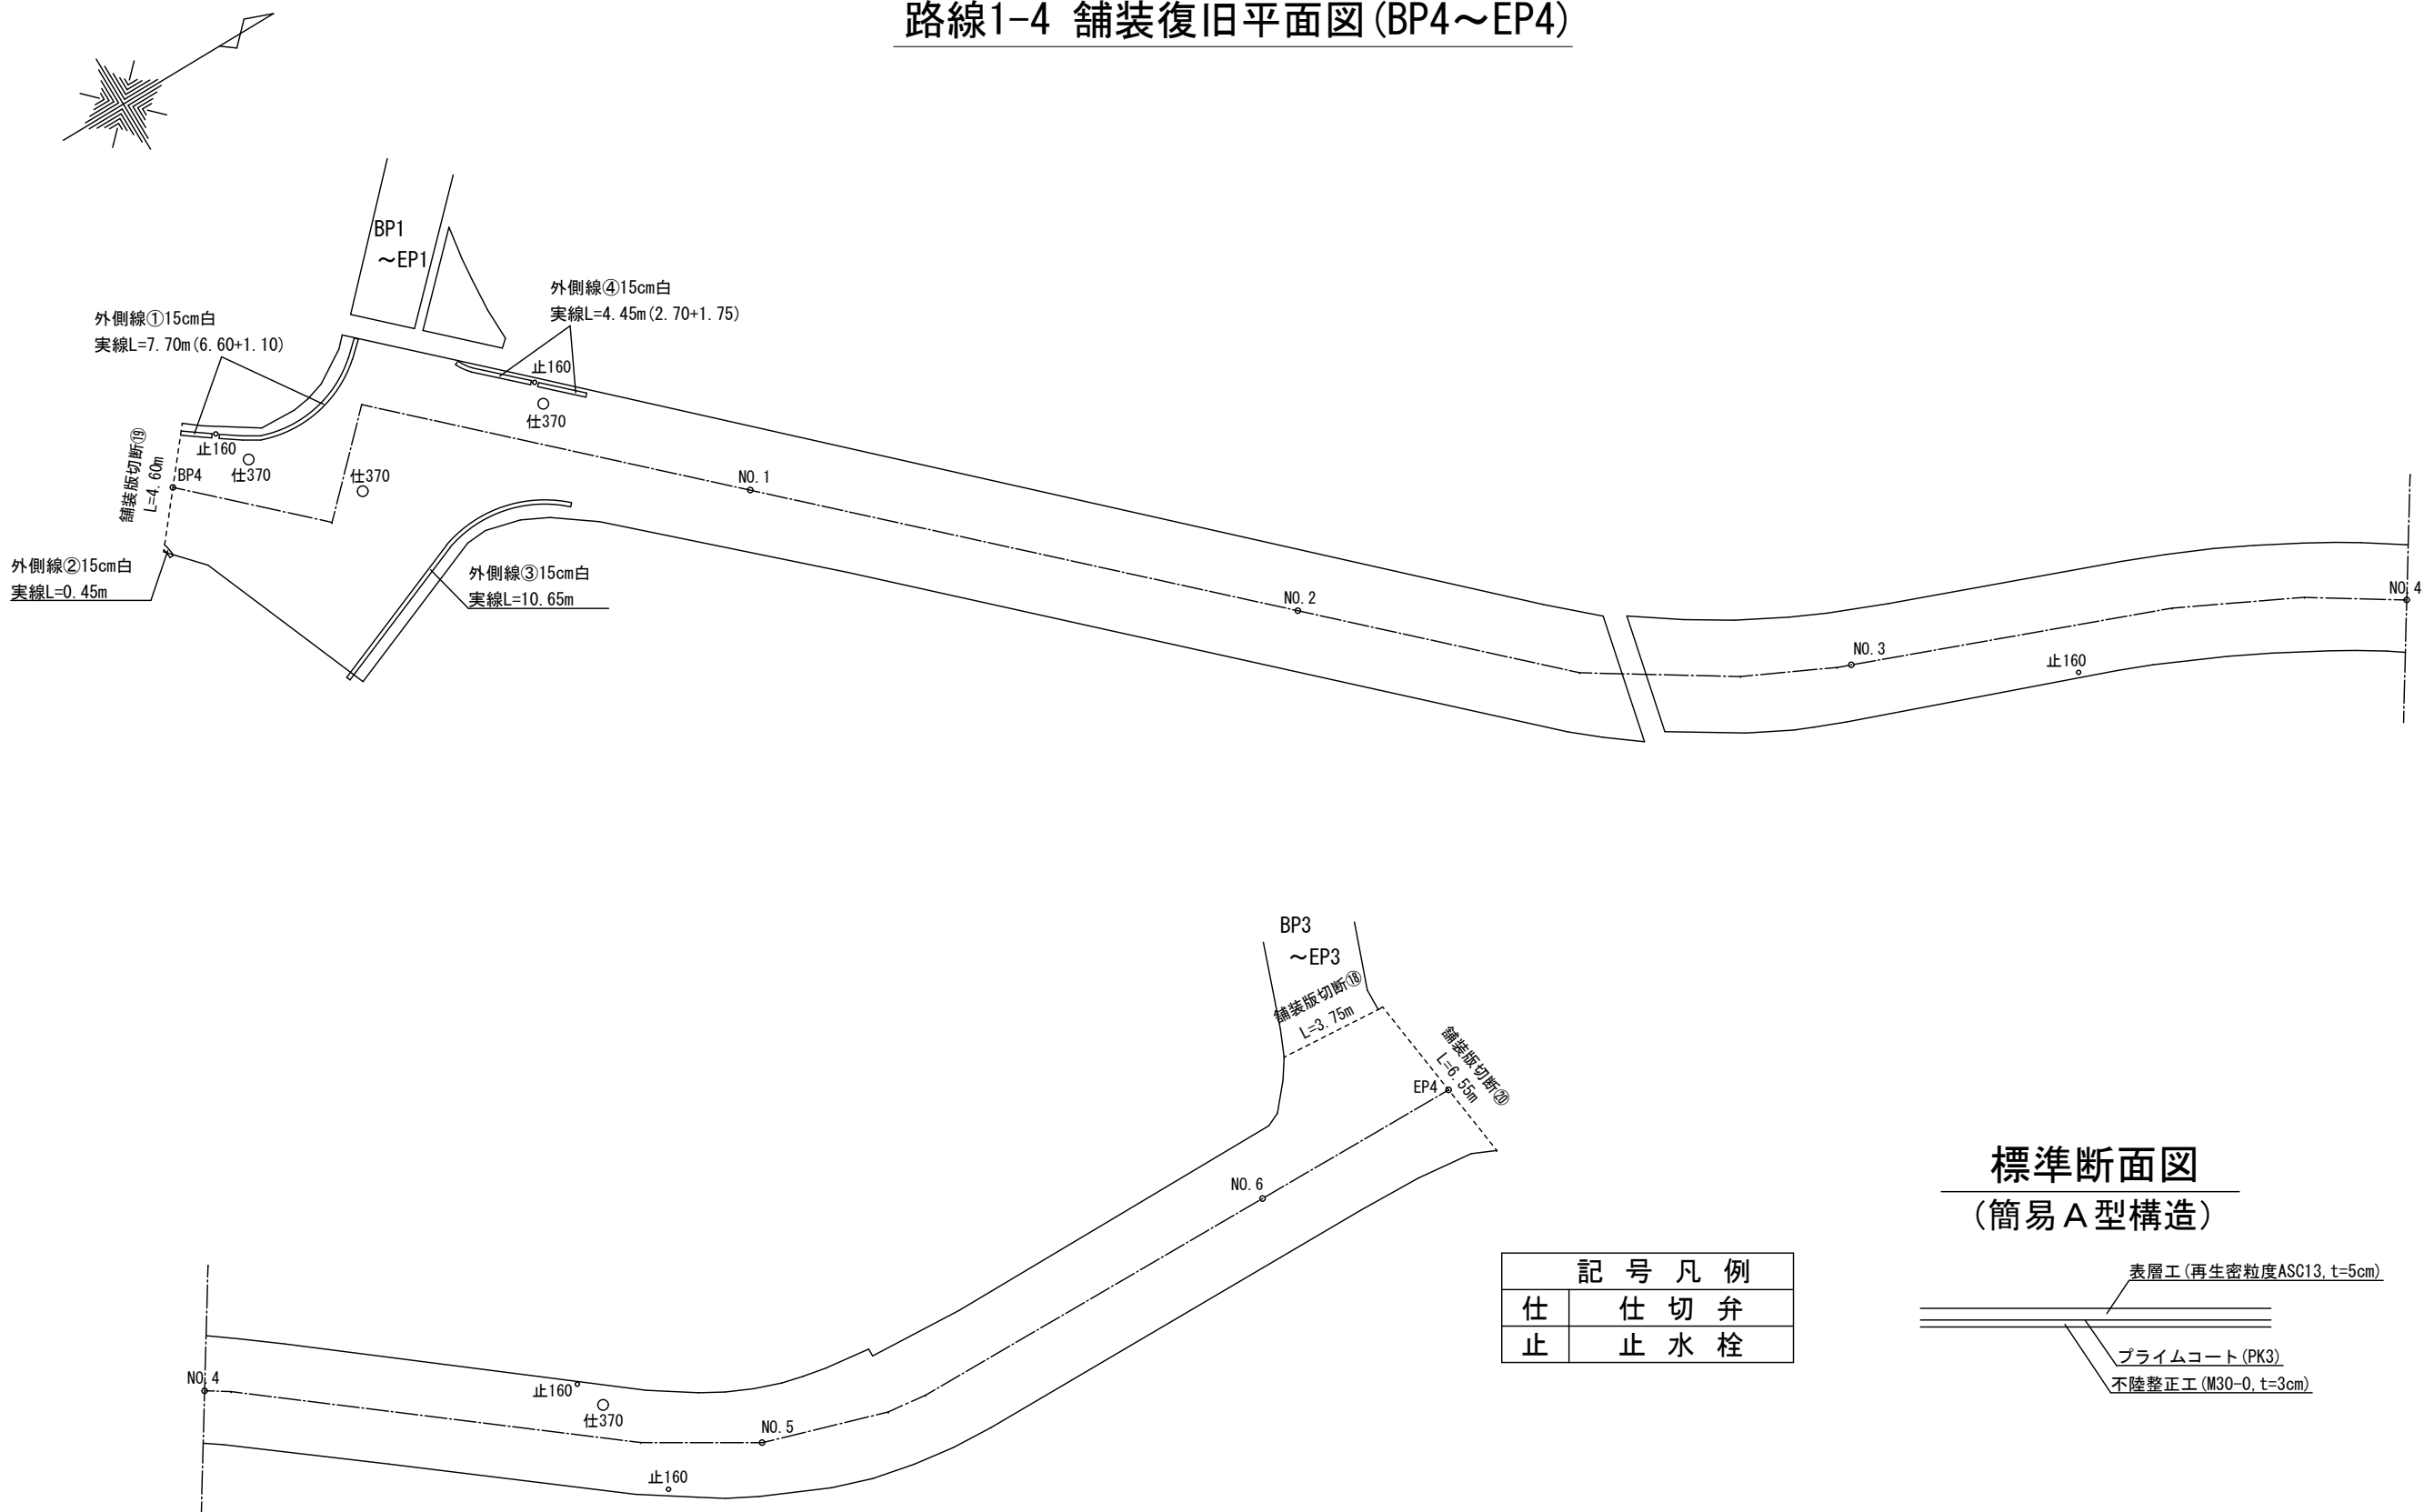 路線1-4 舗装復旧平面図(BP4～EP4)
BP1
～EP1
外側線④15cm白
実線L=4.45m(2.70+1.75)
外側線①15cm白
実線L=7.70m(6.60+1.10)
止160
仕370
舗装版切断⑲
L=4.60m
止160
仕370
BP4
仕370
NO.1
外側線②15cm白
実線L=0.45m
外側線③15cm白
実線L=10.65m
NO.2
NO.3
止160
NO.4
BP3
～EP3
舗装版切断⑱
L=3.75m
舗装版切断⑳
L=6.55m
EP4
NO.6
NO.4
止160
仕370
NO.5
止160
標準断面図
(簡易Ａ型構造)
表層工(再生密粒度ASC13,t=5cm)
プライムコート(PK3)
不陸整正工(M30-0,t=3cm)
記号凡例
仕 仕切弁
止 止水栓